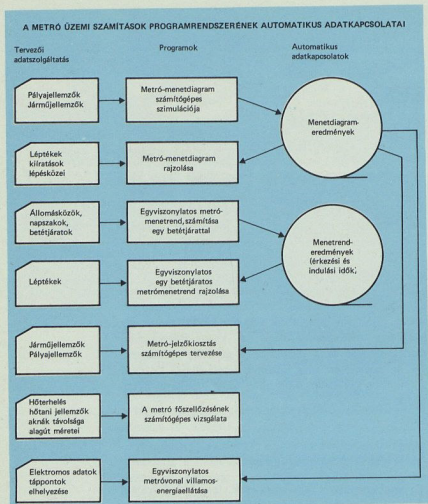 A METRÓ ÜZEMI SZÁMÍTÁSOK PROGRAMRENDSZERÉNEK AUTOMATIKUS ADATKAPCSOLATAI
Tervezői
adatszolgáltatás
Programok
Automatikus
adatkapcsolatok
Pályajellemzők
Járműjellemzők
Metró-menetdiagram
számítógépes
szimulációja
Menetdiagram-
eredmények
Léptékek
kiíratások
lépésközei
Metró-menetdiagram
rajzolása
Állomásközök,
napszakok,
betétjáratok
Egyviszonylatos metró-
menetrend, számítása
egy betétjárattal
Menetrend-
eredmények
(érkezési és
indulási idők,
Léptékek
Egyviszonylatos
egy betétjáratos
metrómenetrend rajzolása
Járműjellemzők
Pályajellemzők
Metró-jelzőkiosztás
számítógépes tervezése
Hőterhelés
hőtani jellemzők
aknák távolsága
alagút méretei
A metró főszellőzésének
számítógépes vizsgálata
Elektromos adatok
táppontok
elhelyezése
Egyviszonylatos
metróvonal villamos-
energiaellátása